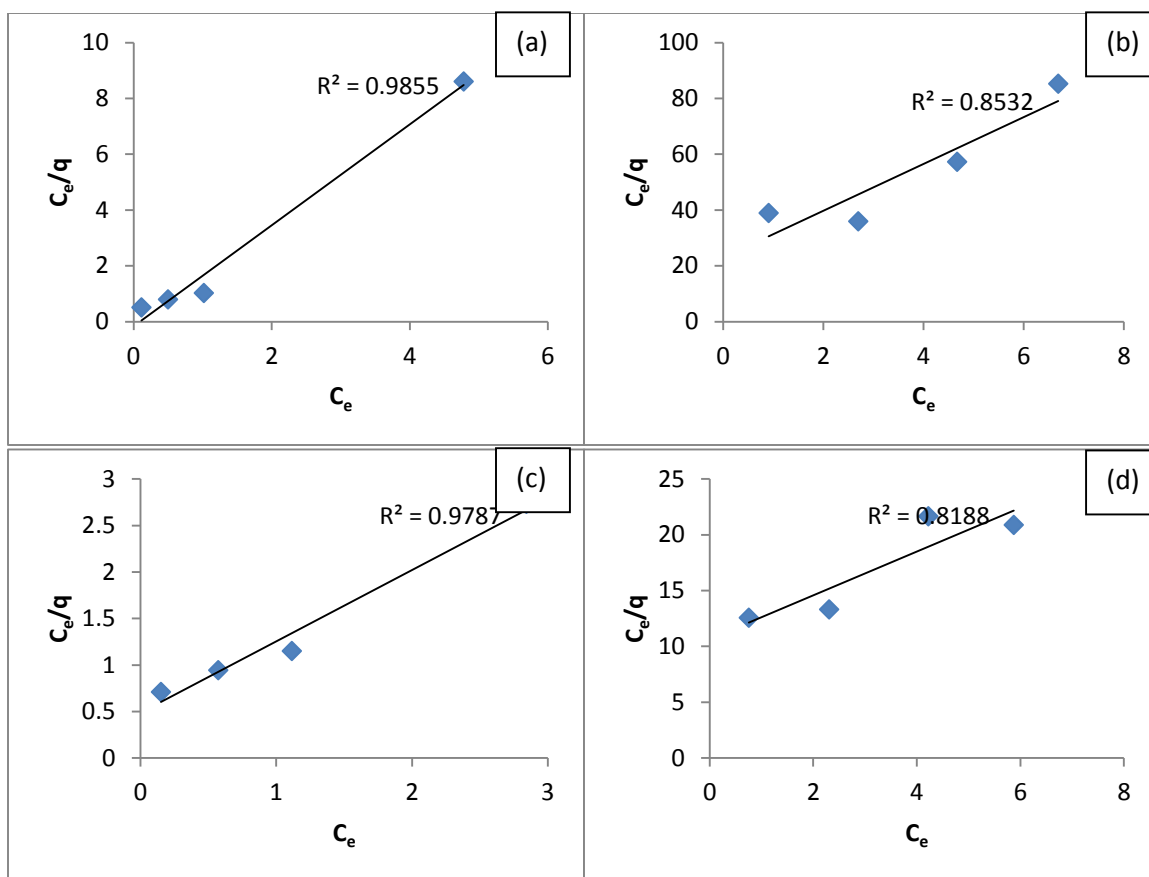 (a)
R² = 0.9855
10
8
6
4
2
0
0 2 4 6
Cₑ/q
Cₑ
(b)
R² = 0.8532
100
80
60
40
20
0
0 2 4 6 8
Cₑ/q
Cₑ
(c)
R² = 0.9787
3
2.5
2
1.5
1
0.5
0
0 1 2 3
Cₑ/q
Cₑ
(d)
R² = 0.8188
25
20
15
10
5
0
0 2 4 6 8
Cₑ/q
Cₑ